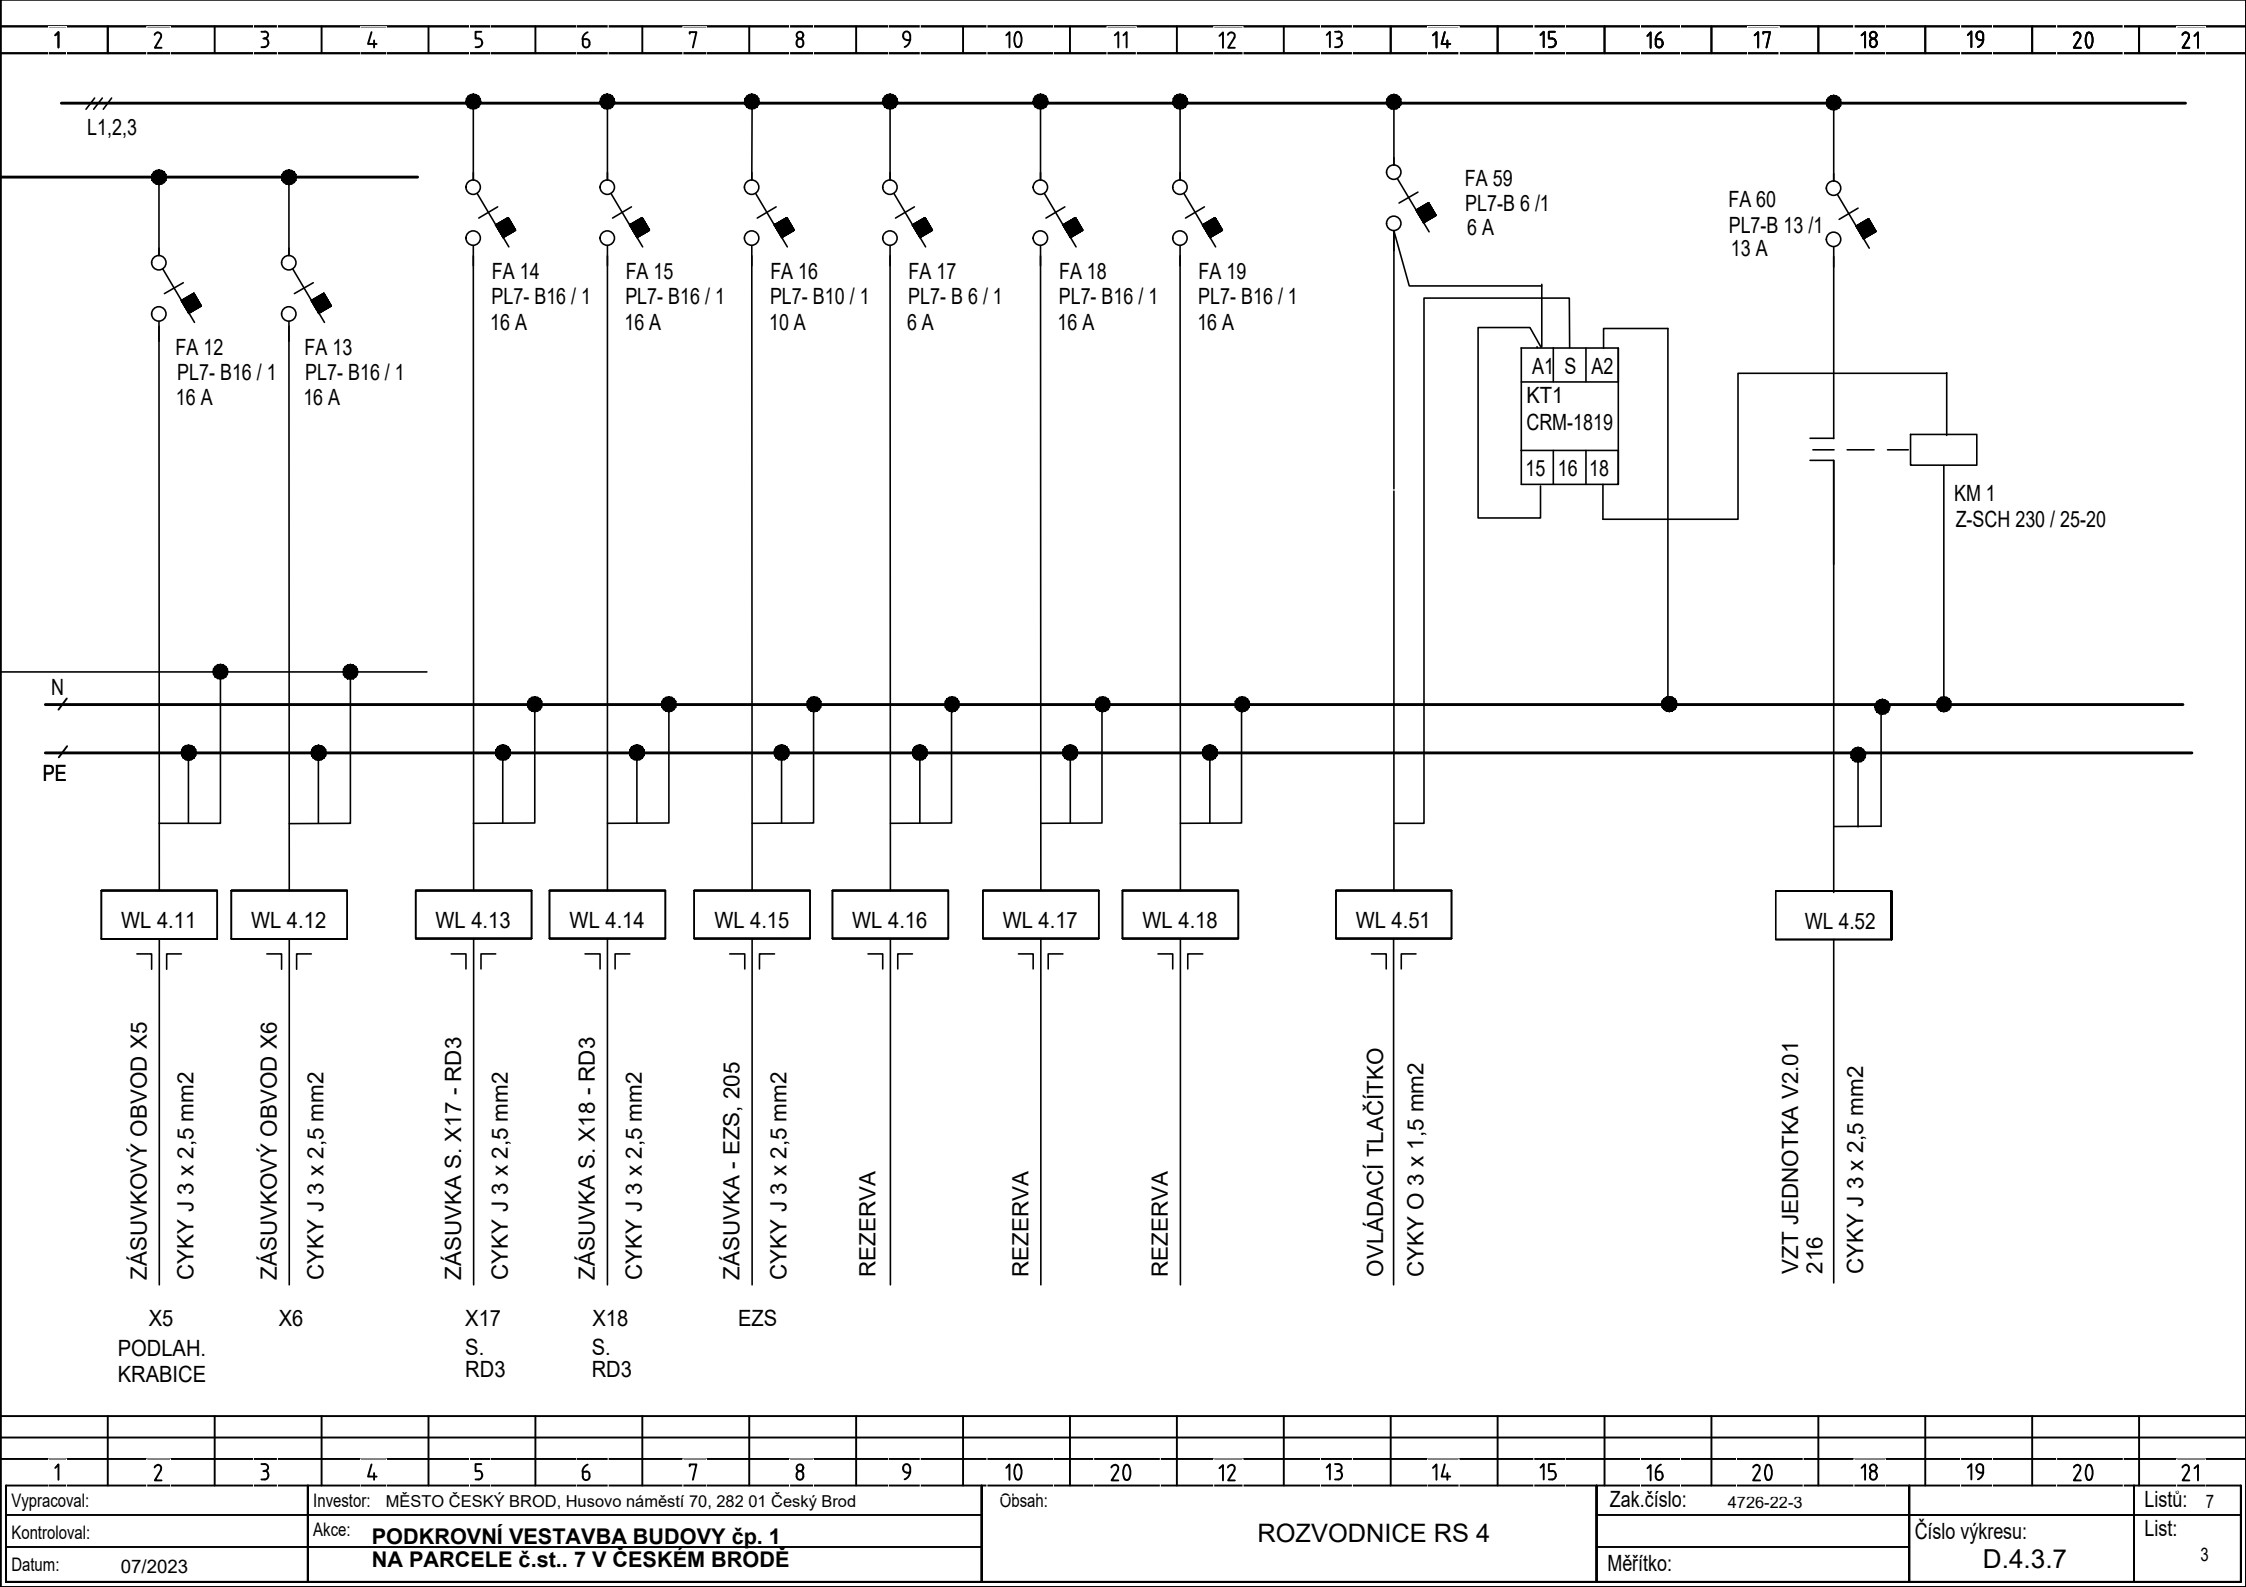 1 2 3 4 5 6 7 8 9 10 11 12 13 14 15 16 17 18 19 20 21
L1,2,3
FA 12
PL7- B16 / 1
16 A
FA 13
PL7- B16 / 1
16 A
FA 14
PL7- B16 / 1
16 A
FA 15
PL7- B16 / 1
16 A
FA 16
PL7- B10 / 1
10 A
FA 17
PL7- B 6 / 1
6 A
FA 18
PL7- B16 / 1
16 A
FA 19
PL7- B16 / 1
16 A
FA 59
PL7-B 6 /1
6 A
A1 S A2
KT1
CRM-1819
15 16 18
FA 60
PL7-B 13 /1
13 A
KM 1
Z-SCH 230 / 25-20
N
PE
WL 4.11
WL 4.12
WL 4.13
WL 4.14
WL 4.15
WL 4.16
WL 4.17
WL 4.18
WL 4.51
WL 4.52
ZÁSUVKOVÝ OBVOD X5
CYKY J 3 x 2,5 mm2
ZÁSUVKOVÝ OBVOD X6
CYKY J 3 x 2,5 mm2
ZÁSUVKA S. X17 - RD3
CYKY J 3 x 2,5 mm2
ZÁSUVKA S. X18 - RD3
CYKY J 3 x 2,5 mm2
ZÁSUVKA - EZS, 205
CYKY J 3 x 2,5 mm2
REZERVA
REZERVA
REZERVA
OVLÁDACÍ TLAČÍTKO
CYKY O 3 x 1,5 mm2
VZT JEDNOTKA V2.01
216
CYKY J 3 x 2,5 mm2
X5
PODLAH.
KRABICE
X6
X17
S.
RD3
X18
S.
RD3
EZS
1 2 3 4 5 6 7 8 9 10 20 12 13 14 15 16 20 18 19 20 21
Vypracoval:
Kontroloval:
Datum: 07/2023
Investor: MĚSTO ČESKÝ BROD, Husovo náměstí 70, 282 01 Český Brod
Akce: PODKROVNÍ VESTAVBA BUDOVY čp. 1
NA PARCELE č.st.. 7 V ČESKÉM BRODĚ
Obsah:
ROZVODNICE RS 4
Zak.číslo: 4726-22-3
Měřítko:
Číslo výkresu:
D.4.3.7
Listů: 7
List:
3